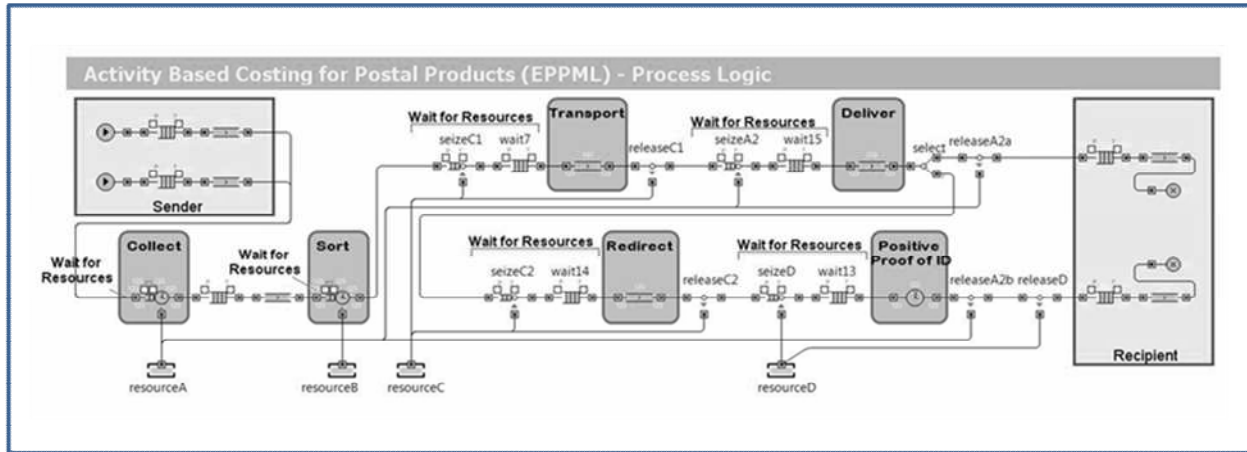 Activity Based Costing for Postal Products (EPPML) - Process Logic
Sender
Wait for Resources
seizeC1
wait7
Transport
releaseC1
Wait for Resources
seizeA2
wait15
Deliver
select
releaseA2a
Wait for
Resources
Collect
Wait for
Resources
Sort
Wait for Resources
seizeC2
wait14
Redirect
releaseC2
Wait for Resources
seizeD
wait13
Positive
Proof of ID
releaseA2b
releaseD
Recipient
resourceA
resourceB
resourceC
resourceD